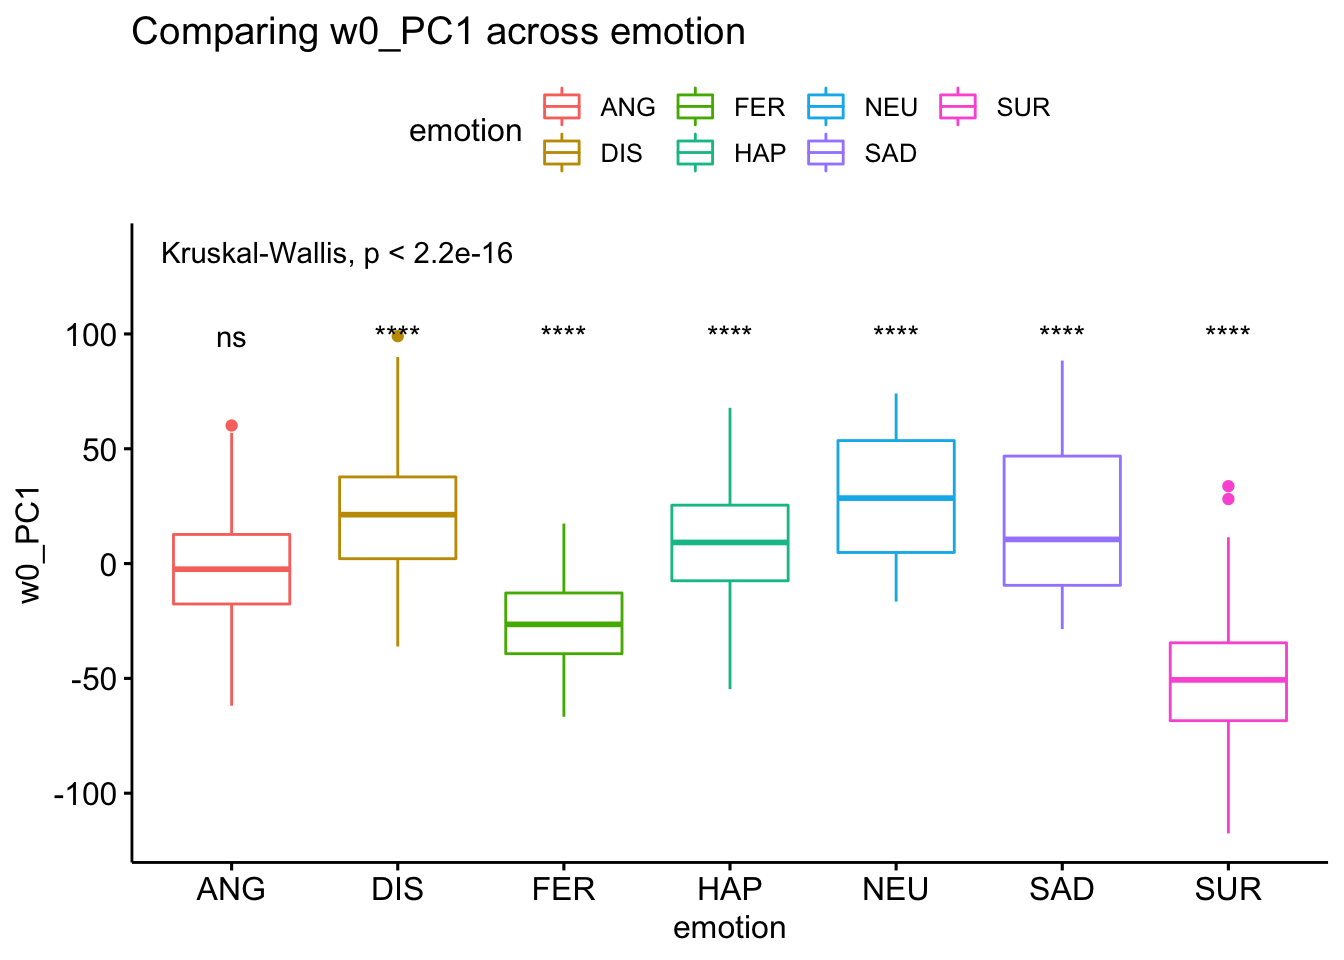 Comparing w0_PC1 across emotion
emotion
ANG FER NEU SUR
DIS HAP SAD
Kruskal-Wallis, p < 2.2e-16
ns **** **** **** **** **** ****
100
50
0
-50
-100
w0_PC1
ANG DIS FER HAP NEU SAD SUR
emotion